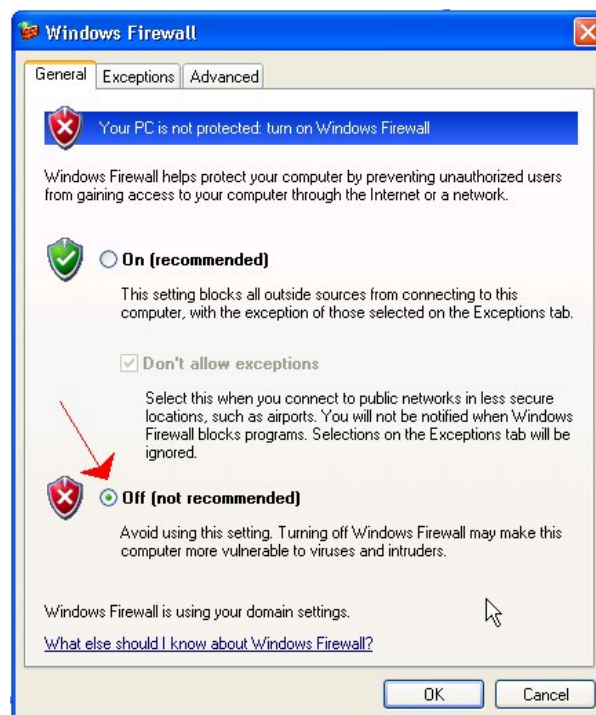 Windows Firewall
General Exceptions Advanced
Your PC is not protected: turn on Windows Firewall
Windows Firewall helps protect your computer by preventing unauthorized users
from gaining access to your computer through the Internet or a network.
On (recommended)
This setting blocks all outside sources from connecting to this
computer, with the exception of those selected on the Exceptions tab.
Don't allow exceptions
Select this when you connect to public networks in less secure
locations, such as airports. You will not be notified when Windows
Firewall blocks programs. Selections on the Exceptions tab will be
ignored.
Off (not recommended)
Avoid using this setting. Turning off Windows Firewall may make this
computer more vulnerable to viruses and intruders.
Windows Firewall is using your domain settings.
What else should I know about Windows Firewall?
OK Cancel